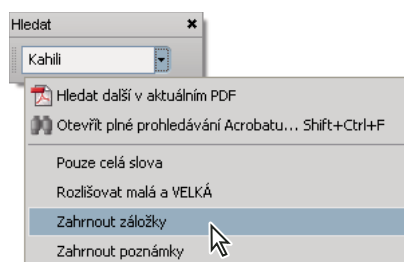 Hledat
Kahili
Hledat další v aktuálním PDF
Otevřít plné prohledávání Acrobatu... Shift+Ctrl+F
Pouze celá slova
Rozlišovat malá a VELKÁ
Zahrnout záložky
Zahrnout poznámky